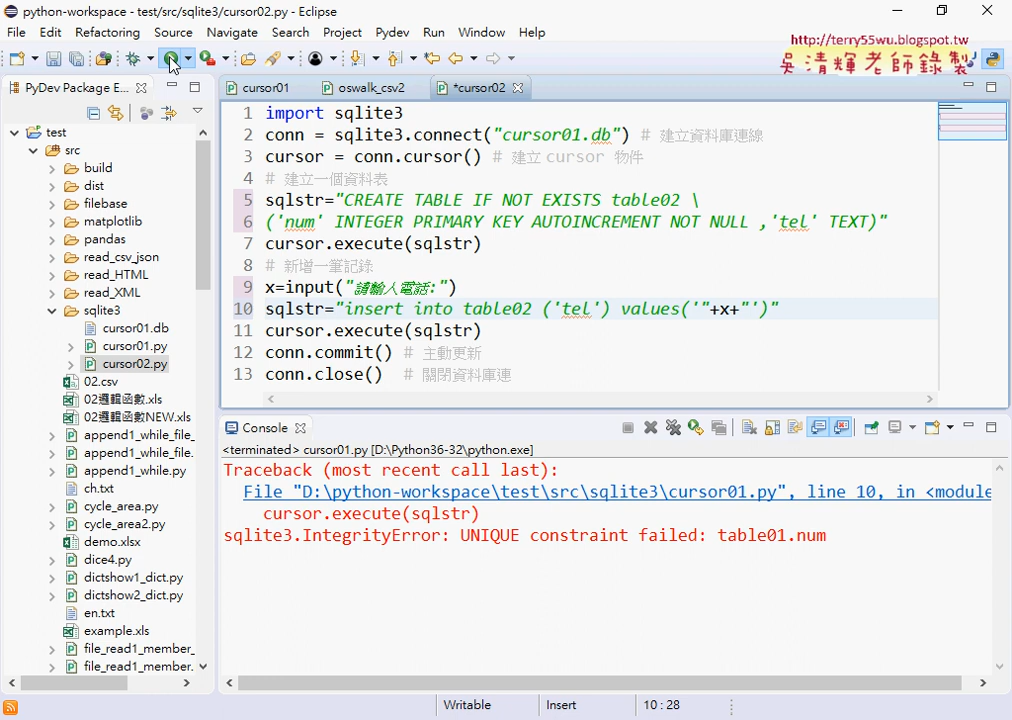 python-workspace - test/src/sqlite3/cursor02.py - Eclipse
File Edit Refactoring Source Navigate Search Project Pydev Run Window Help
http://terry55wu.blogspot.tw
吳清輝老師錄製
PyDev Package E...
cursor01 oswalk_csv2 *cursor02
test
src
build
dist
filebase
matplotlib
pandas
read_csv_json
read_HTML
read_XML
sqlite3
cursor01.db
cursor01.py
cursor02.py
02.csv
02邏輯函數.xls
02邏輯函數NEW.xls
append1_while_file_
append1_while_file.
append1_while.py
ch.txt
cycle_area.py
cycle_area2.py
demo.xlsx
dice4.py
dictshow1_dict.py
dictshow2_dict.py
en.txt
example.xls
file_read1_member_
file_read1_member.
1 import sqlite3
2 conn = sqlite3.connect("cursor01.db") # 建立資料庫連線
3 cursor = conn.cursor() # 建立 cursor 物件
4 # 建立一個資料表
5 sqlstr="CREATE TABLE IF NOT EXISTS table02 \
6 ('num' INTEGER PRIMARY KEY AUTOINCREMENT NOT NULL ,'tel' TEXT)"
7 cursor.execute(sqlstr)
8 # 新增一筆記錄
9 x=input("請輸入電話:")
10 sqlstr="insert into table02 ('tel') values('"+x+"')"
11 cursor.execute(sqlstr)
12 conn.commit() # 主動更新
13 conn.close() # 關閉資料庫連
Console
<terminated> cursor01.py [D:\Python36-32\python.exe]
Traceback (most recent call last):
File "D:\python-workspace\test\src\sqlite3\cursor01.py", line 10, in <module
cursor.execute(sqlstr)
sqlite3.IntegrityError: UNIQUE constraint failed: table01.num
Writable Insert 10 : 28